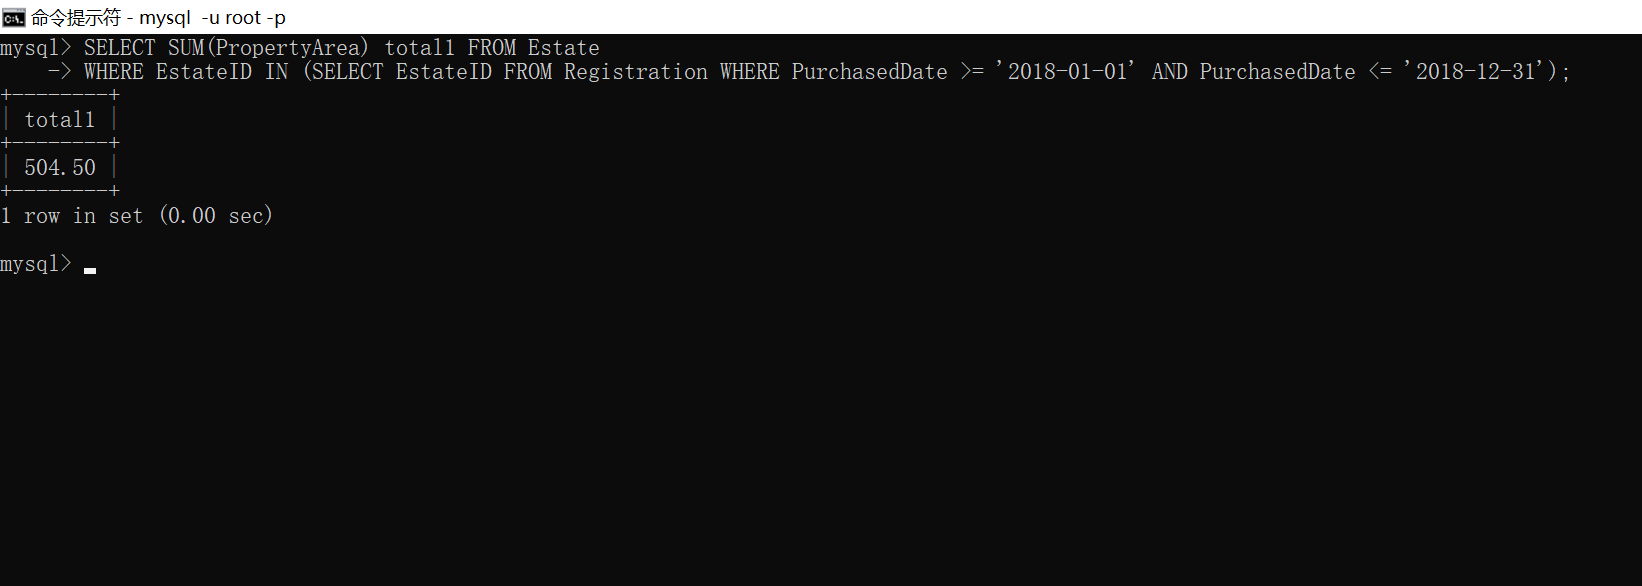 命令提示符 - mysql  -u root -p
mysql> SELECT SUM(PropertyArea) total1 FROM Estate
    -> WHERE EstateID IN (SELECT EstateID FROM Registration WHERE PurchasedDate >= '2018-01-01' AND PurchasedDate <= '2018-12-31');
+--------+
| total1 |
+--------+
| 504.50 |
+--------+
1 row in set (0.00 sec)
mysql>